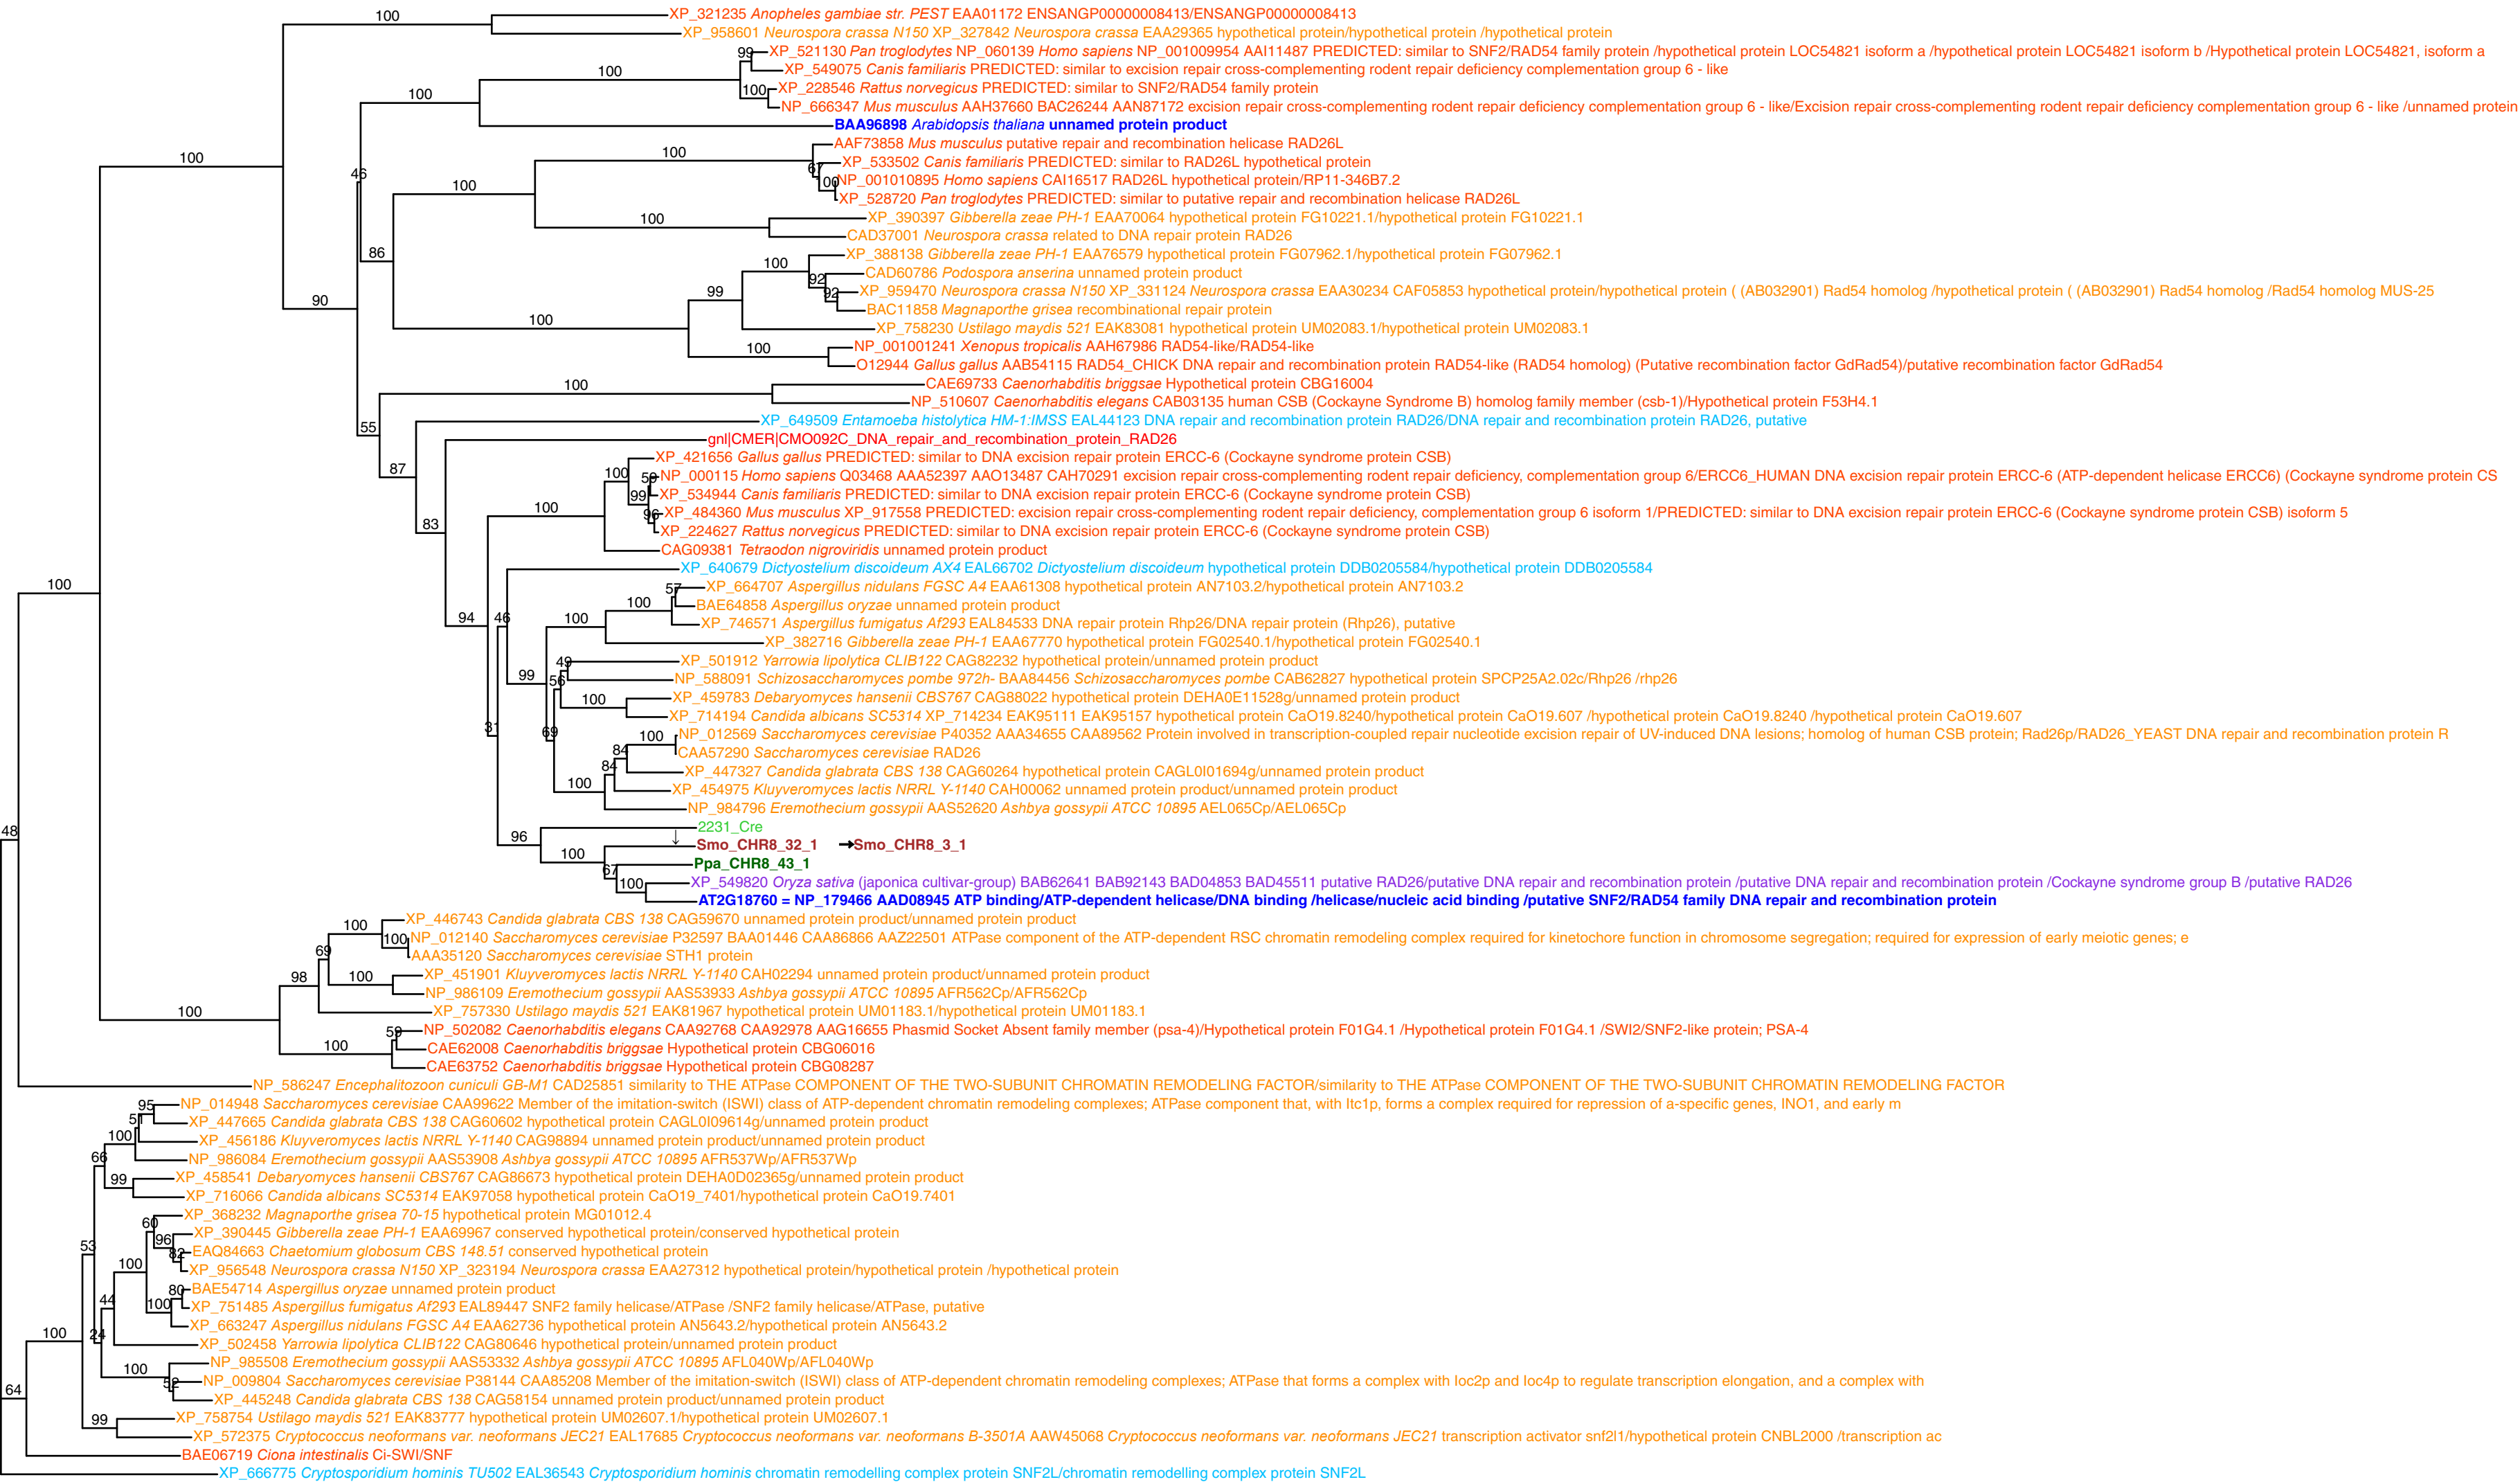 100
XP_321235 Anopheles gambiae str. PEST EAA01172 ENSANGP00000008413/ENSANGP00000008413
XP_958601 Neurospora crassa N150 XP_327842 Neurospora crassa EAA29365 hypothetical protein/hypothetical protein /hypothetical protein
99
XP_521130 Pan troglodytes NP_060139 Homo sapiens NP_001009954 AAI11487 PREDICTED: similar to SNF2/RAD54 family protein /hypothetical protein LOC54821 isoform a /hypothetical protein LOC54821 isoform b /Hypothetical protein LOC54821, isoform a
100
XP_549075 Canis familiaris PREDICTED: similar to excision repair cross-complementing rodent repair deficiency complementation group 6 - like
100
XP_228546 Rattus norvegicus PREDICTED: similar to SNF2/RAD54 family protein
100
NP_666347 Mus musculus AAH37660 BAC26244 AAN87172 excision repair cross-complementing rodent repair deficiency complementation group 6 - like/Excision repair cross-complementing rodent repair deficiency complementation group 6 - like /unnamed protein
BAA96898 Arabidopsis thaliana unnamed protein product
AAF73858 Mus musculus putative repair and recombination helicase RAD26L
100
100
XP_533502 Canis familiaris PREDICTED: similar to RAD26L hypothetical protein
67
46
100
NP_001010895 Homo sapiens CAI16517 RAD26L hypothetical protein/RP11-346B7.2
100
XP_528720 Pan troglodytes PREDICTED: similar to putative repair and recombination helicase RAD26L
100
XP_390397 Gibberella zeae PH-1 EAA70064 hypothetical protein FG10221.1/hypothetical protein FG10221.1
CAD37001 Neurospora crassa related to DNA repair protein RAD26
86
XP_388138 Gibberella zeae PH-1 EAA76579 hypothetical protein FG07962.1/hypothetical protein FG07962.1
100
CAD60786 Podospora anserina unnamed protein product
92
99
92
XP_959470 Neurospora crassa N150 XP_331124 Neurospora crassa EAA30234 CAF05853 hypothetical protein/hypothetical protein ( (AB032901) Rad54 homolog /hypothetical protein ( (AB032901) Rad54 homolog /Rad54 homolog MUS-25
90
BAC11858 Magnaporthe grisea recombinational repair protein
100
XP_758230 Ustilago maydis 521 EAK83081 hypothetical protein UM02083.1/hypothetical protein UM02083.1
100
NP_001001241 Xenopus tropicalis AAH67986 RAD54-like/RAD54-like
O12944 Gallus gallus AAB54115 RAD54_CHICK DNA repair and recombination protein RAD54-like (RAD54 homolog) (Putative recombination factor GdRad54)/putative recombination factor GdRad54
100
CAE69733 Caenorhabditis briggsae Hypothetical protein CBG16004
NP_510607 Caenorhabditis elegans CAB03135 human CSB (Cockayne Syndrome B) homolog family member (csb-1)/Hypothetical protein F53H4.1
55
XP_649509 Entamoeba histolytica HM-1:IMSS EAL44123 DNA repair and recombination protein RAD26/DNA repair and recombination protein RAD26, putative
gnl|CMER|CMO092C_DNA_repair_and_recombination_protein_RAD26
87
XP_421656 Gallus gallus PREDICTED: similar to DNA excision repair protein ERCC-6 (Cockayne syndrome protein CSB)
100
59
NP_000115 Homo sapiens Q03468 AAA52397 AAO13487 CAH70291 excision repair cross-complementing rodent repair deficiency, complementation group 6/ERCC6_HUMAN DNA excision repair protein ERCC-6 (ATP-dependent helicase ERCC6) (Cockayne syndrome protein CS
99
XP_534944 Canis familiaris PREDICTED: similar to DNA excision repair protein ERCC-6 (Cockayne syndrome protein CSB)
100
96
XP_484360 Mus musculus XP_917558 PREDICTED: excision repair cross-complementing rodent repair deficiency, complementation group 6 isoform 1/PREDICTED: similar to DNA excision repair protein ERCC-6 (Cockayne syndrome protein CSB) isoform 5
83
XP_224627 Rattus norvegicus PREDICTED: similar to DNA excision repair protein ERCC-6 (Cockayne syndrome protein CSB)
CAG09381 Tetraodon nigroviridis unnamed protein product
XP_640679 Dictyostelium discoideum AX4 EAL66702 Dictyostelium discoideum hypothetical protein DDB0205584/hypothetical protein DDB0205584
100
57
XP_664707 Aspergillus nidulans FGSC A4 EAA61308 hypothetical protein AN7103.2/hypothetical protein AN7103.2
100
BAE64858 Aspergillus oryzae unnamed protein product
94
46
100
XP_746571 Aspergillus fumigatus Af293 EAL84533 DNA repair protein Rhp26/DNA repair protein (Rhp26), putative
XP_382716 Gibberella zeae PH-1 EAA67770 hypothetical protein FG02540.1/hypothetical protein FG02540.1
49
XP_501912 Yarrowia lipolytica CLIB122 CAG82232 hypothetical protein/unnamed protein product
99
56
NP_588091 Schizosaccharomyces pombe 972h- BAA84456 Schizosaccharomyces pombe CAB62827 hypothetical protein SPCP25A2.02c/Rhp26 /rhp26
100
XP_459783 Debaryomyces hansenii CBS767 CAG88022 hypothetical protein DEHA0E11528g/unnamed protein product
XP_714194 Candida albicans SC5314 XP_714234 EAK95111 EAK95157 hypothetical protein CaO19.8240/hypothetical protein CaO19.607 /hypothetical protein CaO19.8240 /hypothetical protein CaO19.607
31
69
100
NP_012569 Saccharomyces cerevisiae P40352 AAA34655 CAA89562 Protein involved in transcription-coupled repair nucleotide excision repair of UV-induced DNA lesions; homolog of human CSB protein; Rad26p/RAD26_YEAST DNA repair and recombination protein R
84
CAA57290 Saccharomyces cerevisiae RAD26
84
XP_447327 Candida glabrata CBS 138 CAG60264 hypothetical protein CAGL0I01694g/unnamed protein product
100
XP_454975 Kluyveromyces lactis NRRL Y-1140 CAH00062 unnamed protein product/unnamed protein product
NP_984796 Eremothecium gossypii AAS52620 Ashbya gossypii ATCC 10895 AEL065Cp/AEL065Cp
48
96
2231_Cre
↓
100
Smo_CHR8_32_1 →Smo_CHR8_3_1
67
Ppa_CHR8_43_1
100
XP_549820 Oryza sativa (japonica cultivar-group) BAB62641 BAB92143 BAD04853 BAD45511 putative RAD26/putative DNA repair and recombination protein /putative DNA repair and recombination protein /Cockayne syndrome group B /putative RAD26
AT2G18760 = NP_179466 AAD08945 ATP binding/ATP-dependent helicase/DNA binding /helicase/nucleic acid binding /putative SNF2/RAD54 family DNA repair and recombination protein
XP_446743 Candida glabrata CBS 138 CAG59670 unnamed protein product/unnamed protein product
100
100
NP_012140 Saccharomyces cerevisiae P32597 BAA01446 CAA86866 AAZ22501 ATPase component of the ATP-dependent RSC chromatin remodeling complex required for kinetochore function in chromosome segregation; required for expression of early meiotic genes; e
69
AAA35120 Saccharomyces cerevisiae STH1 protein
98
100
XP_451901 Kluyveromyces lactis NRRL Y-1140 CAH02294 unnamed protein product/unnamed protein product
NP_986109 Eremothecium gossypii AAS53933 Ashbya gossypii ATCC 10895 AFR562Cp/AFR562Cp
100
XP_757330 Ustilago maydis 521 EAK81967 hypothetical protein UM01183.1/hypothetical protein UM01183.1
59
NP_502082 Caenorhabditis elegans CAA92768 CAA92978 AAG16655 Phasmid Socket Absent family member (psa-4)/Hypothetical protein F01G4.1 /Hypothetical protein F01G4.1 /SWI2/SNF2-like protein; PSA-4
100
CAE62008 Caenorhabditis briggsae Hypothetical protein CBG06016
CAE63752 Caenorhabditis briggsae Hypothetical protein CBG08287
NP_586247 Encephalitozoon cuniculi GB-M1 CAD25851 similarity to THE ATPase COMPONENT OF THE TWO-SUBUNIT CHROMATIN REMODELING FACTOR/similarity to THE ATPase COMPONENT OF THE TWO-SUBUNIT CHROMATIN REMODELING FACTOR
95
NP_014948 Saccharomyces cerevisiae CAA99622 Member of the imitation-switch (ISWI) class of ATP-dependent chromatin remodeling complexes; ATPase component that, with Itc1p, forms a complex required for repression of a-specific genes, INO1, and early m
51
XP_447665 Candida glabrata CBS 138 CAG60602 hypothetical protein CAGL0I09614g/unnamed protein product
100
XP_456186 Kluyveromyces lactis NRRL Y-1140 CAG98894 unnamed protein product/unnamed protein product
66
NP_986084 Eremothecium gossypii AAS53908 Ashbya gossypii ATCC 10895 AFR537Wp/AFR537Wp
99
XP_458541 Debaryomyces hansenii CBS767 CAG86673 hypothetical protein DEHA0D02365g/unnamed protein product
XP_716066 Candida albicans SC5314 EAK97058 hypothetical protein CaO19_7401/hypothetical protein CaO19.7401
XP_368232 Magnaporthe grisea 70-15 hypothetical protein MG01012.4
60
XP_390445 Gibberella zeae PH-1 EAA69967 conserved hypothetical protein/conserved hypothetical protein
53
96
82
EAQ84663 Chaetomium globosum CBS 148.51 conserved hypothetical protein
100
XP_956548 Neurospora crassa N150 XP_323194 Neurospora crassa EAA27312 hypothetical protein/hypothetical protein /hypothetical protein
80
BAE54714 Aspergillus oryzae unnamed protein product
44
100
XP_751485 Aspergillus fumigatus Af293 EAL89447 SNF2 family helicase/ATPase /SNF2 family helicase/ATPase, putative
XP_663247 Aspergillus nidulans FGSC A4 EAA62736 hypothetical protein AN5643.2/hypothetical protein AN5643.2
100
24
XP_502458 Yarrowia lipolytica CLIB122 CAG80646 hypothetical protein/unnamed protein product
100
NP_985508 Eremothecium gossypii AAS53332 Ashbya gossypii ATCC 10895 AFL040Wp/AFL040Wp
64
52
NP_009804 Saccharomyces cerevisiae P38144 CAA85208 Member of the imitation-switch (ISWI) class of ATP-dependent chromatin remodeling complexes; ATPase that forms a complex with Ioc2p and Ioc4p to regulate transcription elongation, and a complex with
XP_445248 Candida glabrata CBS 138 CAG58154 unnamed protein product/unnamed protein product
99
XP_758754 Ustilago maydis 521 EAK83777 hypothetical protein UM02607.1/hypothetical protein UM02607.1
XP_572375 Cryptococcus neoformans var. neoformans JEC21 EAL17685 Cryptococcus neoformans var. neoformans B-3501A AAW45068 Cryptococcus neoformans var. neoformans JEC21 transcription activator snf2l1/hypothetical protein CNBL2000 /transcription ac
BAE06719 Ciona intestinalis Ci-SWI/SNF
XP_666775 Cryptosporidium hominis TU502 EAL36543 Cryptosporidium hominis chromatin remodelling complex protein SNF2L/chromatin remodelling complex protein SNF2L